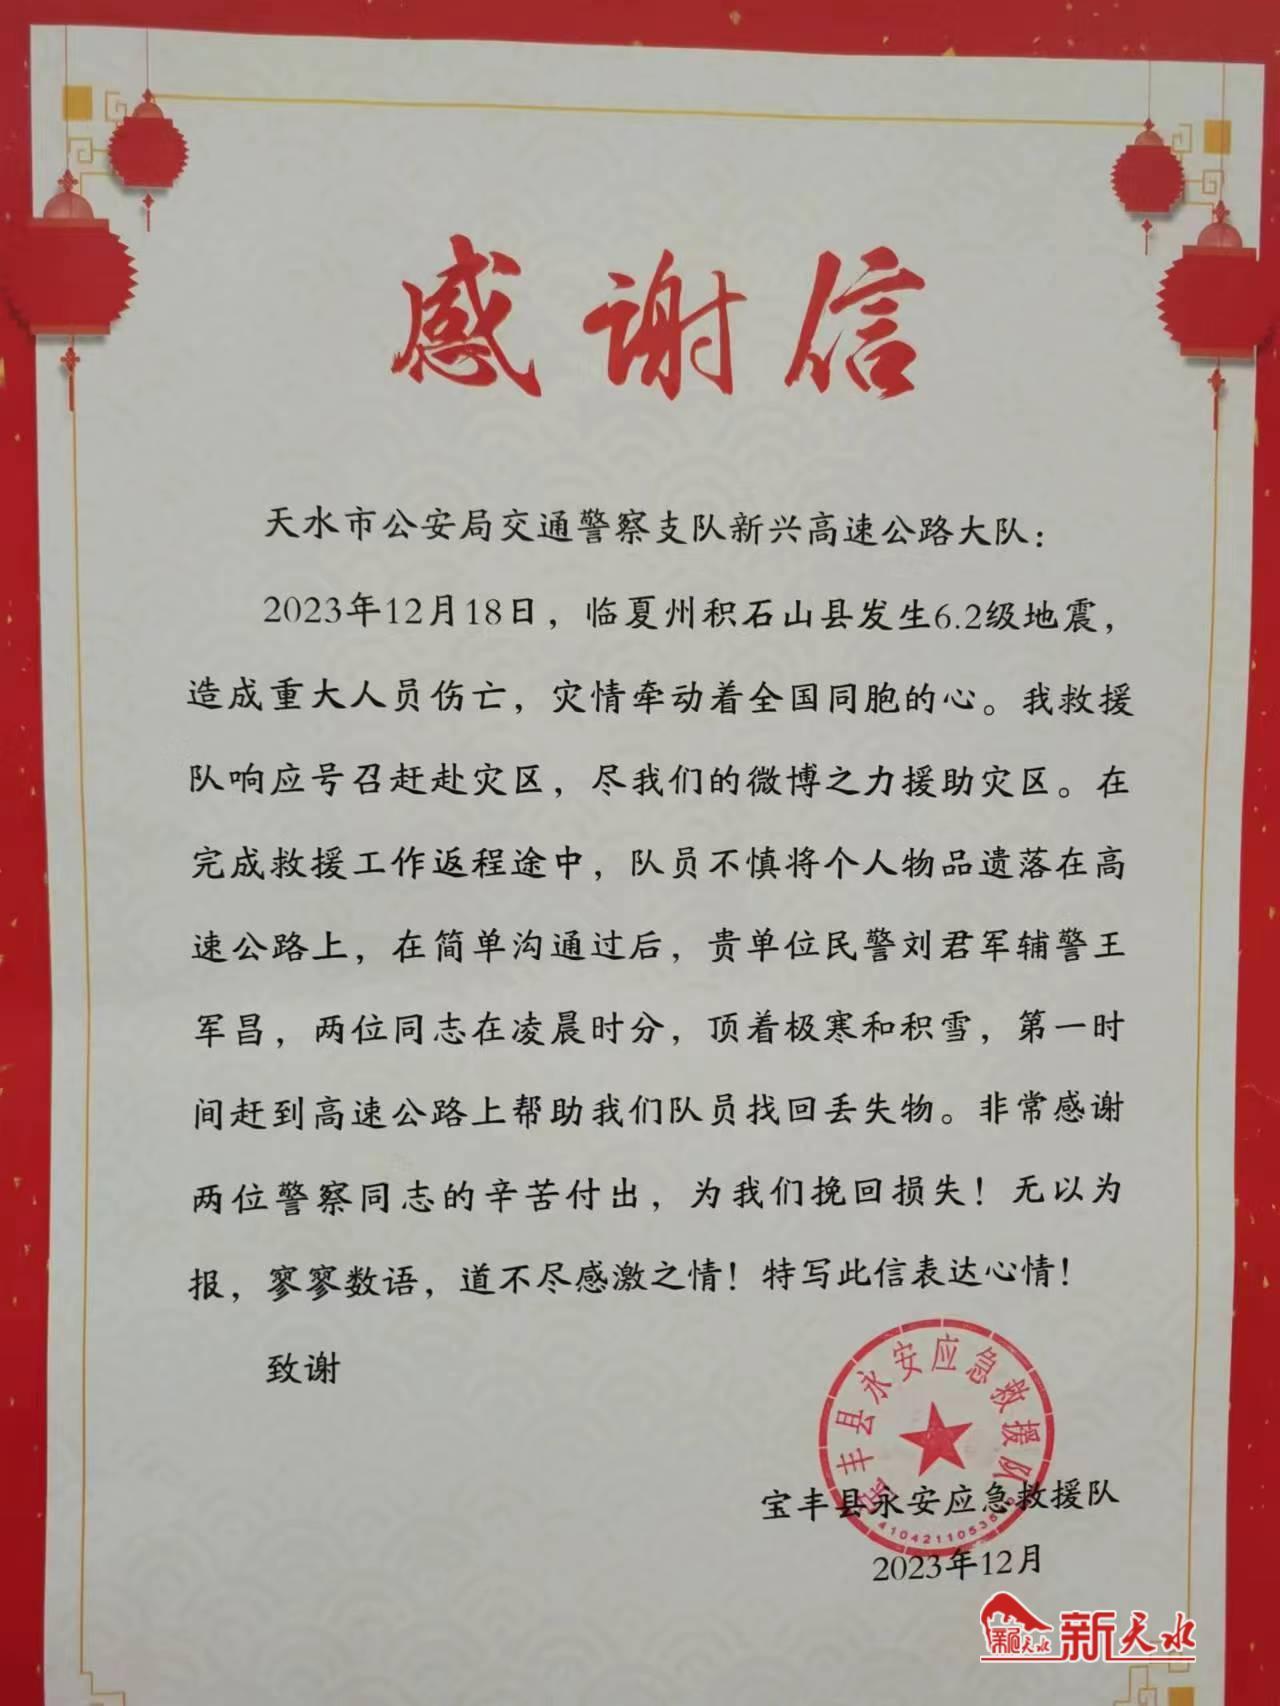 感谢信
天水市公安局交通警察支队新兴高速公路大队：
2023年12月18日，临夏州积石山县发生6.2级地震，
造成重大人员伤亡，灾情牵动着全国同胞的心。我救援
队响应号召赶赴灾区，尽我们的微博之力援助灾区。在
完成救援工作返程途中，队员不慎将个人物品遗落在高
速公路上，在简单沟通过后，贵单位民警刘君军辅警王
军昌，两位同志在凌晨时分，顶着极寒和积雪，第一时
间赶到高速公路上帮助我们队员找回丢失物。非常感谢
两位警察同志的辛苦付出，为我们挽回损失！无以为
报，寥寥数语，道不尽感激之情！特写此信表达心情！
致谢
宝丰县永安应急救援队
宝丰县永安应急救援队
2023年12月
新天水